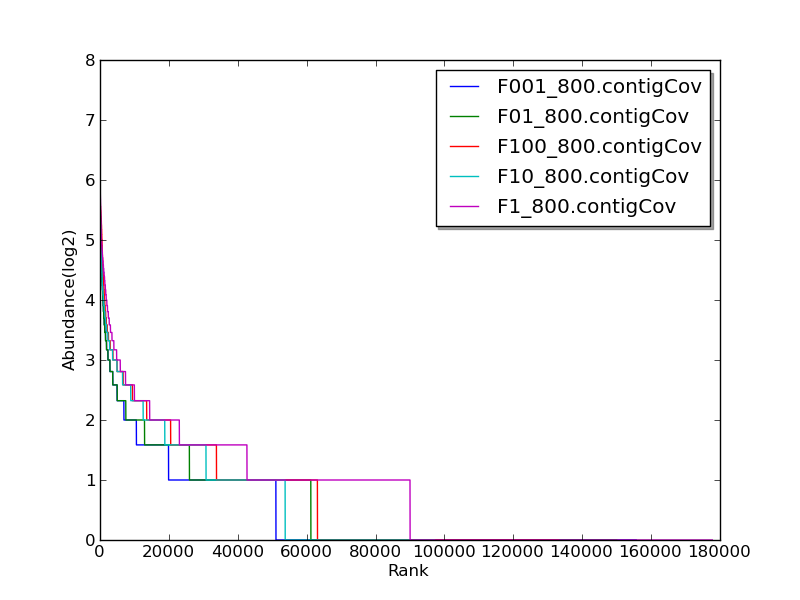 8
7
6
5
4
3
2
1
0
Abundance(log2)
F001_800.contigCov
F01_800.contigCov
F100_800.contigCov
F10_800.contigCov
F1_800.contigCov
0 20000 40000 60000 80000 100000 120000 140000 160000 180000
Rank